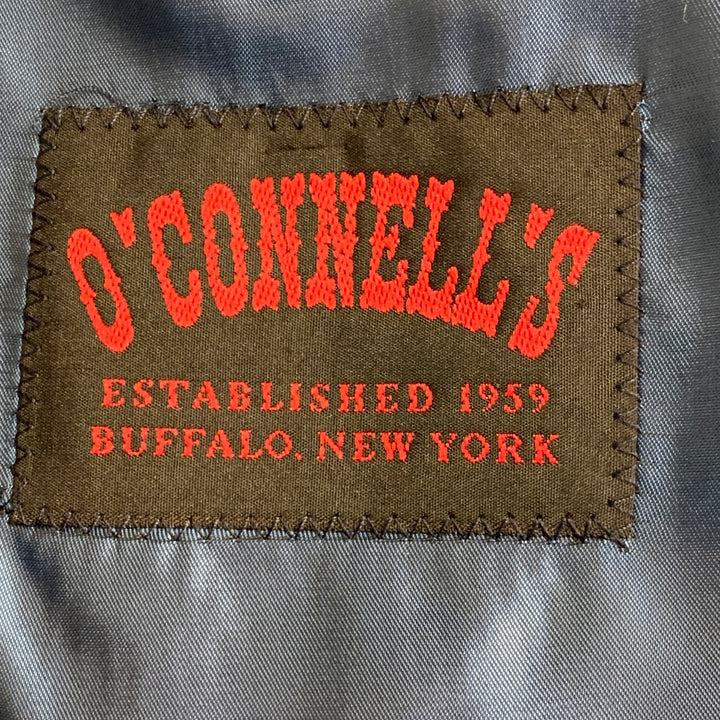 O'CONNELL'S
ESTABLISHED 1959
BUFFALO, NEW YORK